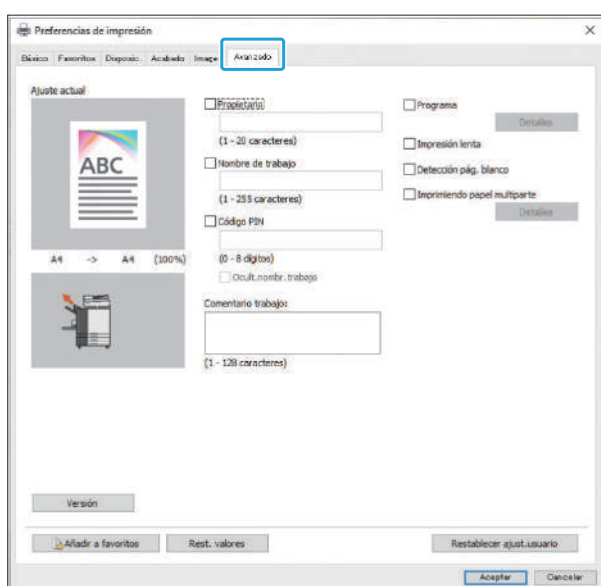 Preferencias de impresión
Básico Favoritos Disposic. Acabado Image Avanzado
Ajuste actual
ABC
A4 -> A4 (100%)
Propietario
(1 - 20 caracteres)
Nombre de trabajo
(1 - 255 caracteres)
Código PIN
(0 - 8 dígitos)
Ocult.nombr.trabajo
Comentario trabajo:
(1 - 128 caracteres)
Programa
Detalles
Impresión lenta
Detección pág. blanco
Imprimiendo papel multiparte
Detalles
Versión
Añadir a favoritos Rest. valores Restablecer ajust.usuario
Aceptar Cancelar